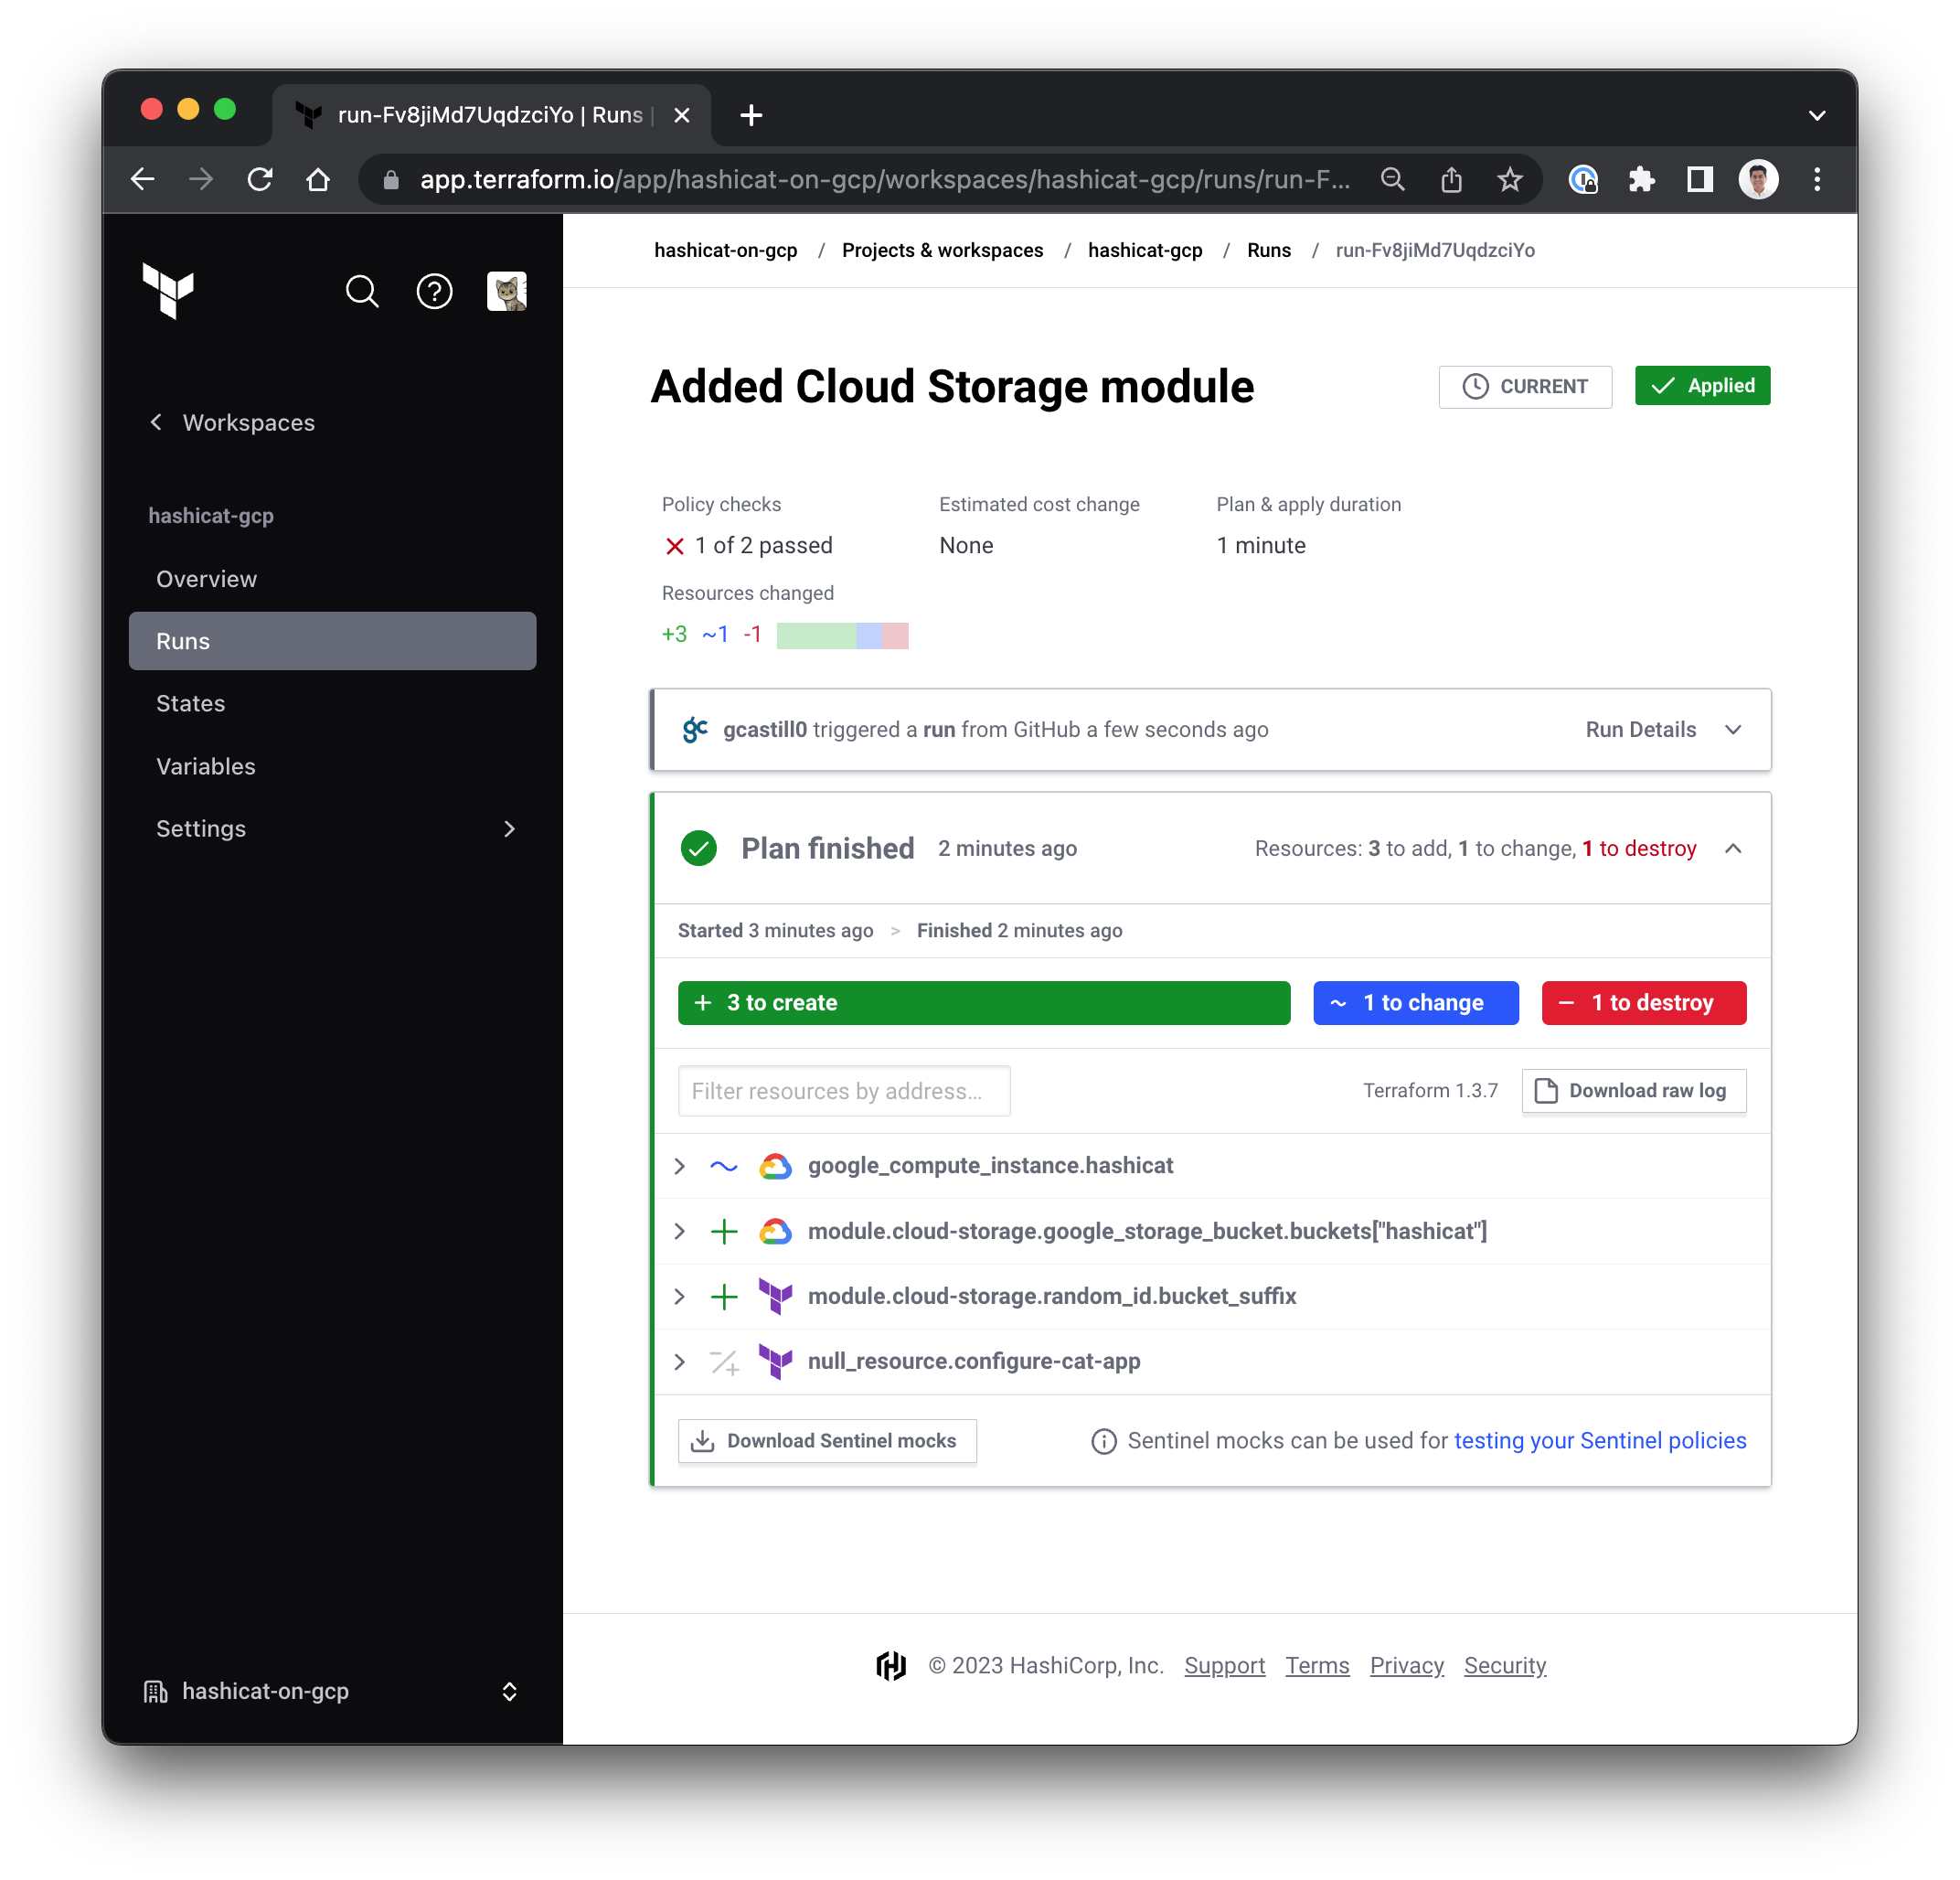 run-Fv8jiMd7UqdzciYo | Runs |
app.terraform.io/app/hashicat-on-gcp/workspaces/hashicat-gcp/runs/run-F...
hashicat-on-gcp / Projects & workspaces / hashicat-gcp / Runs / run-Fv8jiMd7UqdzciYo
Workspaces
hashicat-gcp
Overview
Runs
States
Variables
Settings
hashicat-on-gcp
Added Cloud Storage module
CURRENT
Applied
Policy checks
1 of 2 passed
Estimated cost change
None
Plan & apply duration
1 minute
Resources changed
+3 ~1 -1
gc gcastill0 triggered a run from GitHub a few seconds ago
Run Details
Plan finished 2 minutes ago
Resources: 3 to add, 1 to change, 1 to destroy
Started 3 minutes ago > Finished 2 minutes ago
+ 3 to create
~ 1 to change
− 1 to destroy
Filter resources by address...
Terraform 1.3.7
Download raw log
google_compute_instance.hashicat
module.cloud-storage.google_storage_bucket.buckets["hashicat"]
module.cloud-storage.random_id.bucket_suffix
null_resource.configure-cat-app
Download Sentinel mocks
Sentinel mocks can be used for testing your Sentinel policies
© 2023 HashiCorp, Inc. Support Terms Privacy Security